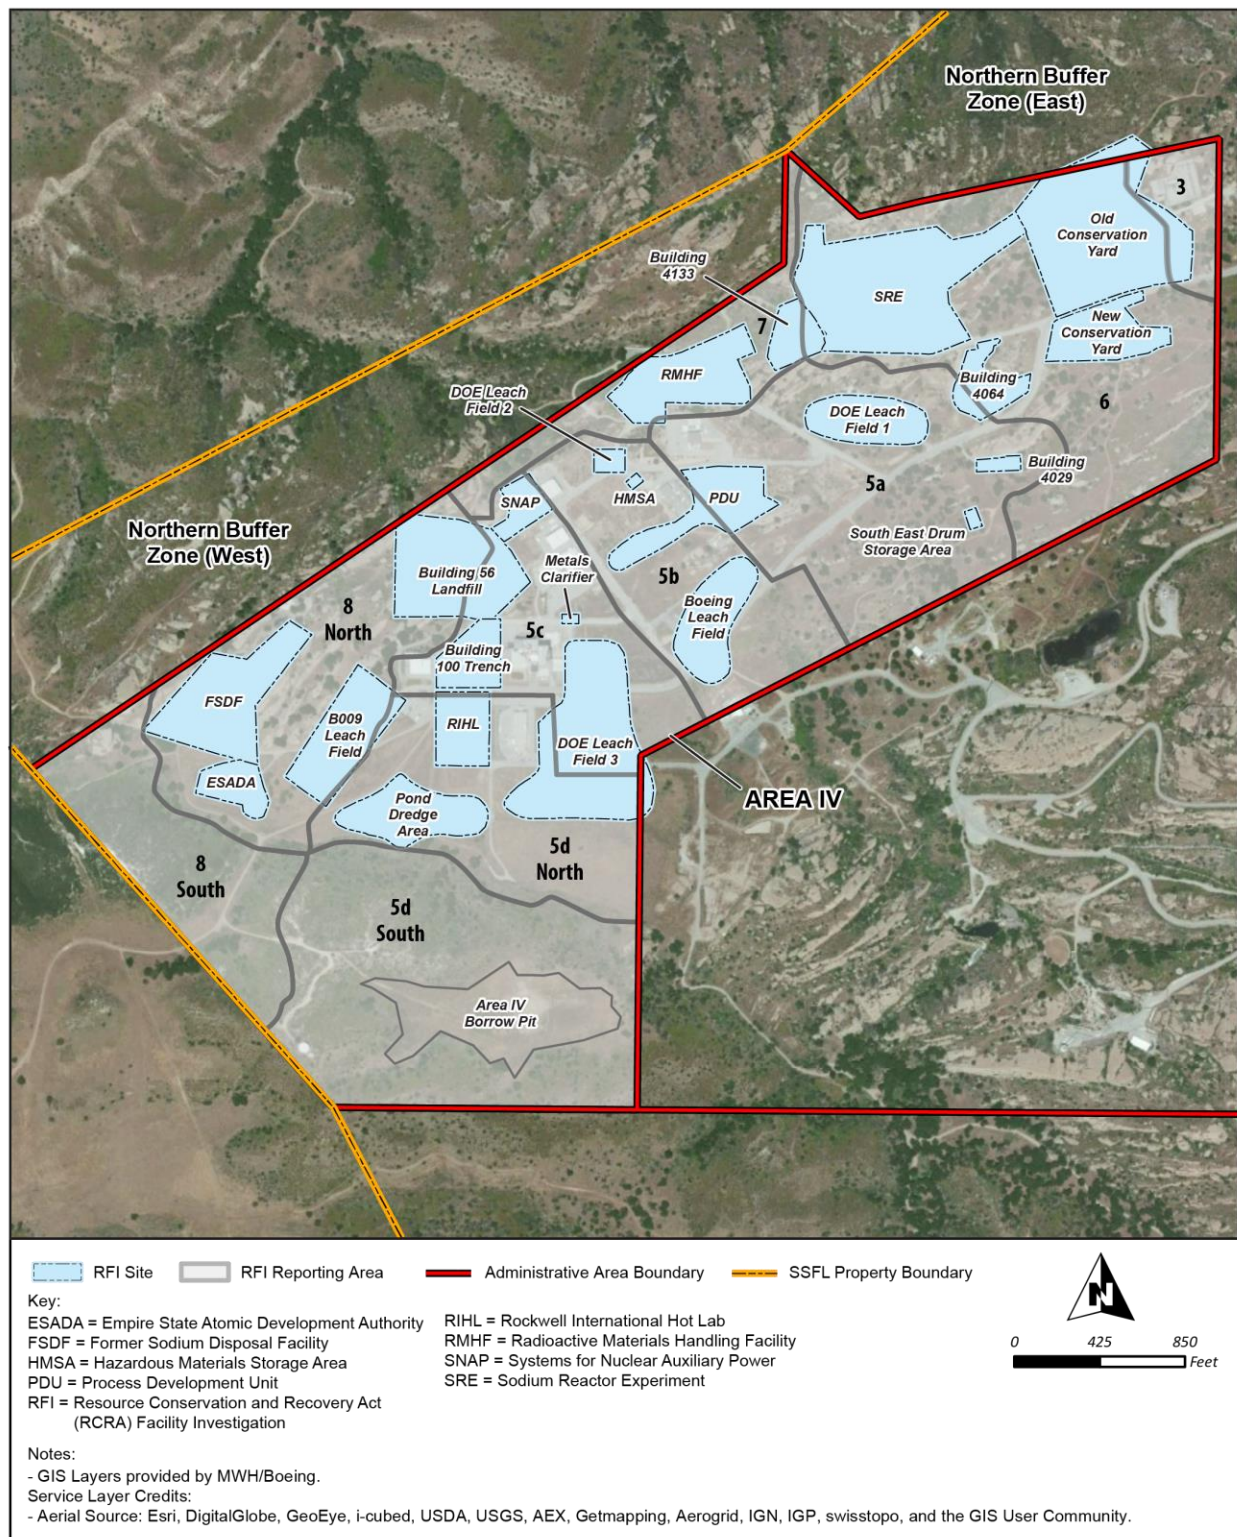 Northern Buffer
Zone (East)
3
Old
Conservation
Yard
Building
4133
SRE
7
New
Conservation
Yard
RMHF
Building
4064
DOE Leach
Field 2
DOE Leach
Field 1
6
Building
4029
5a
SNAP
HMSA
PDU
South East Drum
Storage Area
Northern Buffer
Zone (West)
Metals
Clarifier
Building 56
Landfill
5b
Boeing
Leach
Field
8
North
5c
Building
100 Trench
FSDF
B009
Leach
Field
RIHL
DOE Leach
Field 3
ESADA
AREA IV
Pond
Dredge
Area
5d
North
8
South
5d
South
Area IV
Borrow Pit
RFI Site
RFI Reporting Area
Administrative Area Boundary
SSFL Property Boundary
Key:
ESADA = Empire State Atomic Development Authority
FSDF = Former Sodium Disposal Facility
HMSA = Hazardous Materials Storage Area
PDU = Process Development Unit
RFI = Resource Conservation and Recovery Act
(RCRA) Facility Investigation
RIHL = Rockwell International Hot Lab
RMHF = Radioactive Materials Handling Facility
SNAP = Systems for Nuclear Auxiliary Power
SRE = Sodium Reactor Experiment
N
0 425 850
Feet
Notes:
- GIS Layers provided by MWH/Boeing.
Service Layer Credits:
- Aerial Source: Esri, DigitalGlobe, GeoEye, i-cubed, USDA, USGS, AEX, Getmapping, Aerogrid, IGN, IGP, swisstopo, and the GIS User Community.